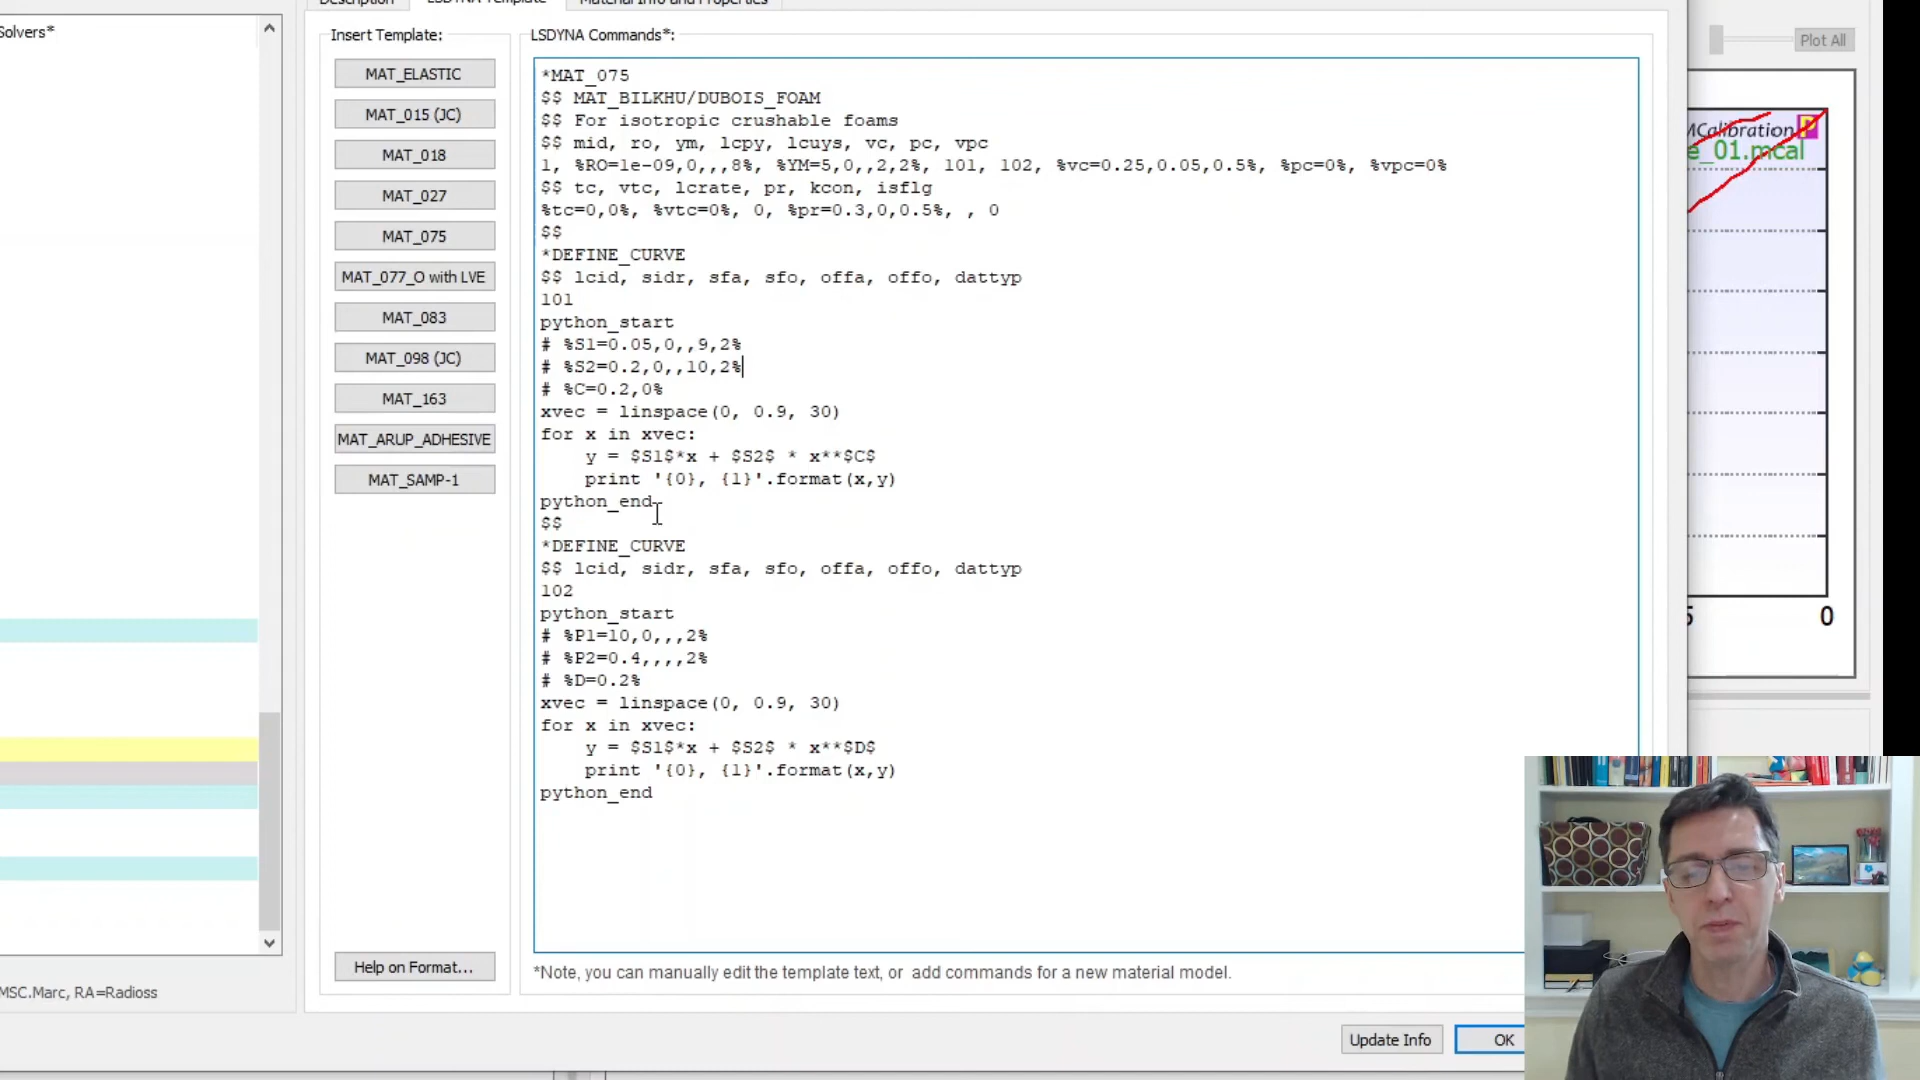 Description
LSDYNA Template
Material Info and Properties
Solvers*
Insert Template:
LSDYNA Commands*:
Plot All
MAT_ELASTIC
MAT_015 (JC)
MAT_018
MAT_027
MAT_075
MAT_077_O with LVE
MAT_083
MAT_098 (JC)
MAT_163
MAT_ARUP_ADHESIVE
MAT_SAMP-1
Help on Format...
*MAT_075
$$ MAT_BILKHU/DUBOIS_FOAM
$$ For isotropic crushable foams
$$ mid, ro, ym, lcpy, lcuys, vc, pc, vpc
1, %RO=1e-09,0,,,8%, %YM=5,0,,2,2%, 101, 102, %vc=0.25,0.05,0.5%, %pc=0%, %vpc=0%
$$ tc, vtc, lcrate, pr, kcon, isflg
%tc=0,0%, %vtc=0%, 0, %pr=0.3,0,0.5%, , 0
$$
*DEFINE_CURVE
$$ lcid, sidr, sfa, sfo, offa, offo, dattyp
101
python_start
# %S1=0.05,0,,9,2%
# %S2=0.2,0,,10,2%
# %C=0.2,0%
xvec = linspace(0, 0.9, 30)
for x in xvec:
    y = $S1$*x + $S2$ * x**$C$
    print '{0}, {1}'.format(x,y)
python_end
$$
*DEFINE_CURVE
$$ lcid, sidr, sfa, sfo, offa, offo, dattyp
102
python_start
# %P1=10,0,,,2%
# %P2=0.4,,,,2%
# %D=0.2%
xvec = linspace(0, 0.9, 30)
for x in xvec:
    y = $S1$*x + $S2$ * x**$D$
    print '{0}, {1}'.format(x,y)
python_end
MCalibration
e_01.mcal
5
0
*Note, you can manually edit the template text, or add commands for a new material model.
MSC.Marc, RA=Radioss
Update Info
OK